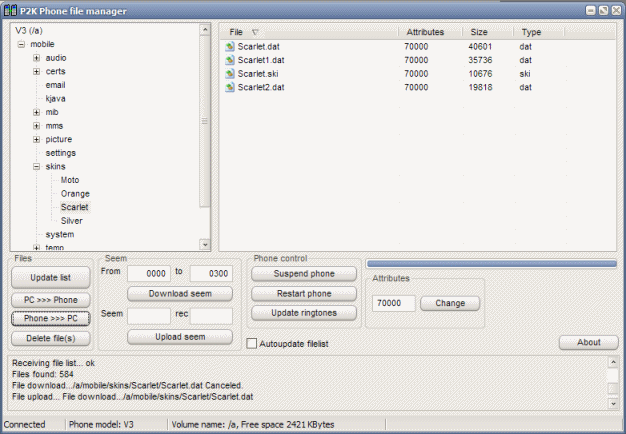 P2K Phone file manager
V3 (/a)
mobile
audio
certs
email
kjava
mib
mms
picture
settings
skins
Moto
Orange
Scarlet
Silver
system
temp
File Attributes Size Type
Scarlet.dat 70000 40601 dat
Scarlet1.dat 70000 35736 dat
Scarlet.ski 70000 10676 ski
Scarlet2.dat 70000 19818 dat
Files
Update list
PC >>> Phone
Phone >>> PC
Delete file(s)
Seem
From 0000 to 0300
Download seem
Seem rec
Upload seem
Phone control
Suspend phone
Restart phone
Update ringtones
Autoupdate filelist
Attributes
70000 Change
About
Receiving file list... ok
Files found: 584
File download.../a/mobile/skins/Scarlet/Scarlet.dat Canceled.
File upload... File download.../a/mobile/skins/Scarlet/Scarlet.dat
Connected Phone model: V3 Volume name: /a, Free space 2421 KBytes